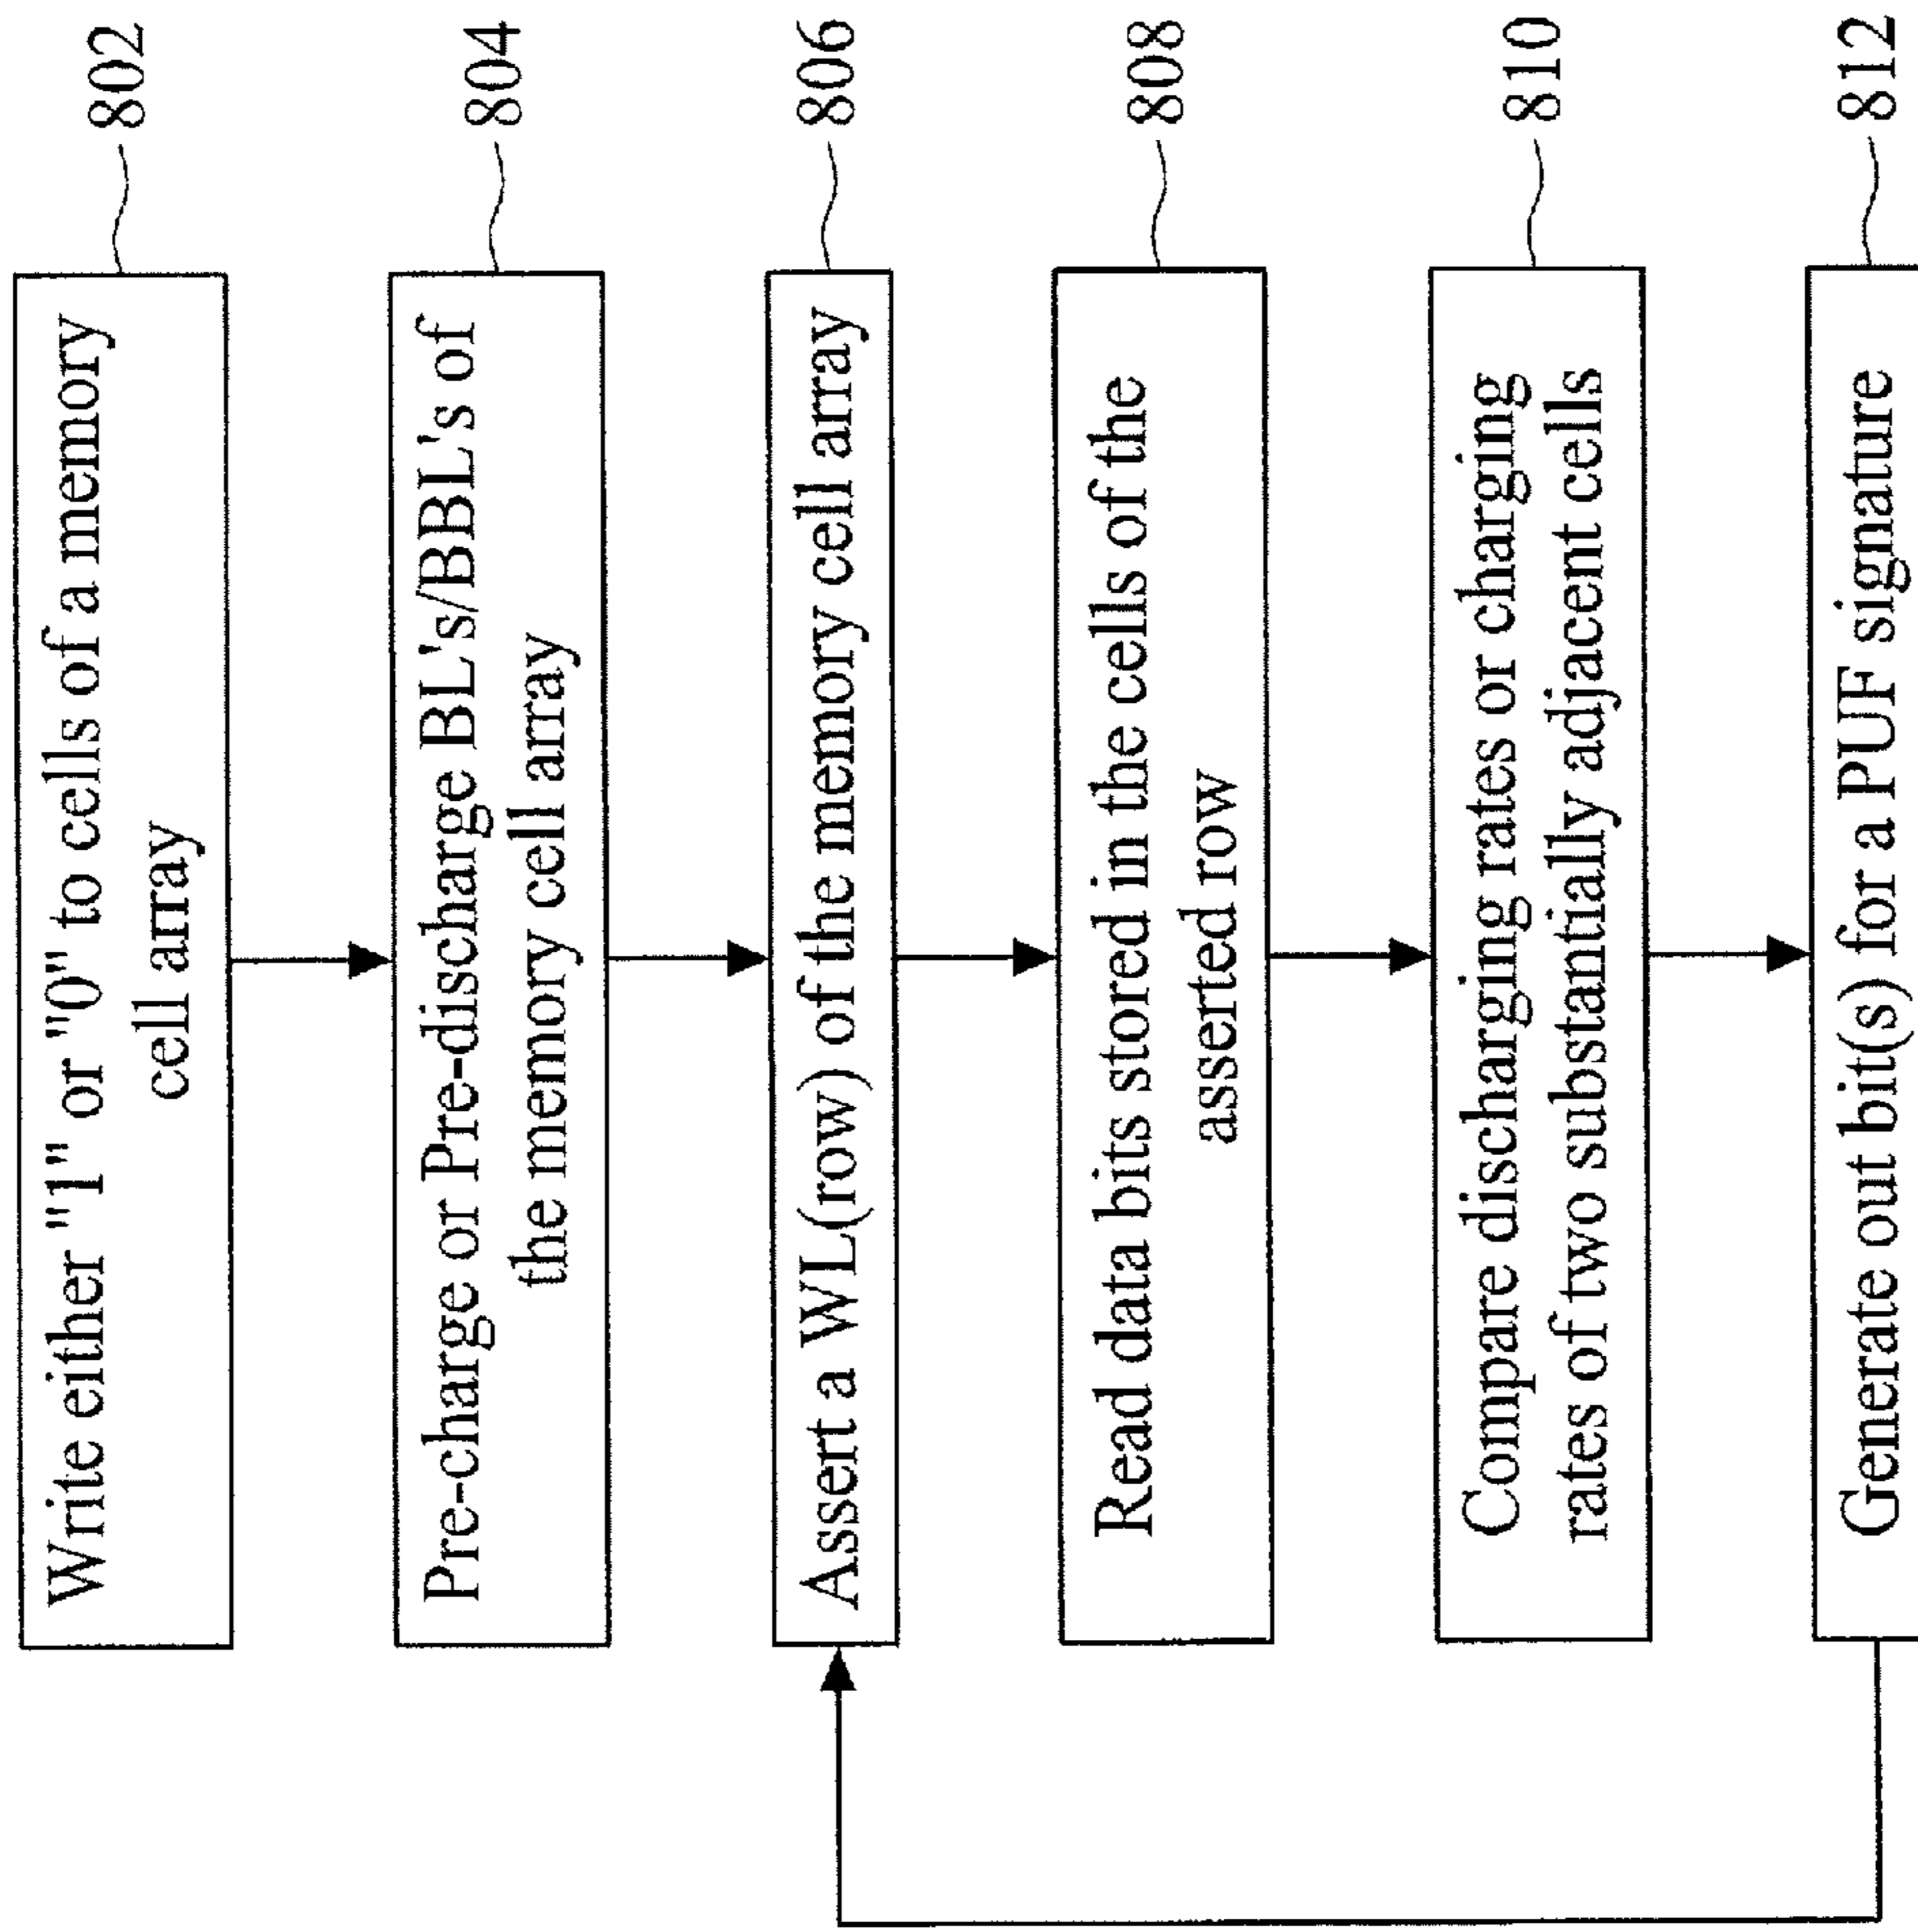 Write either "1" or "0" to cells of a memory
cell array
802
Pre-charge or Pre-discharge BL's/BBL's of
the memory cell array
804
Assert a WL(row) of the memory cell array
806
Read data bits stored in the cells of the
asserted row
808
Compare discharging rates or charging
rates of two substantially adjacent cells
810
Generate out bit(s) for a PUF signature
812